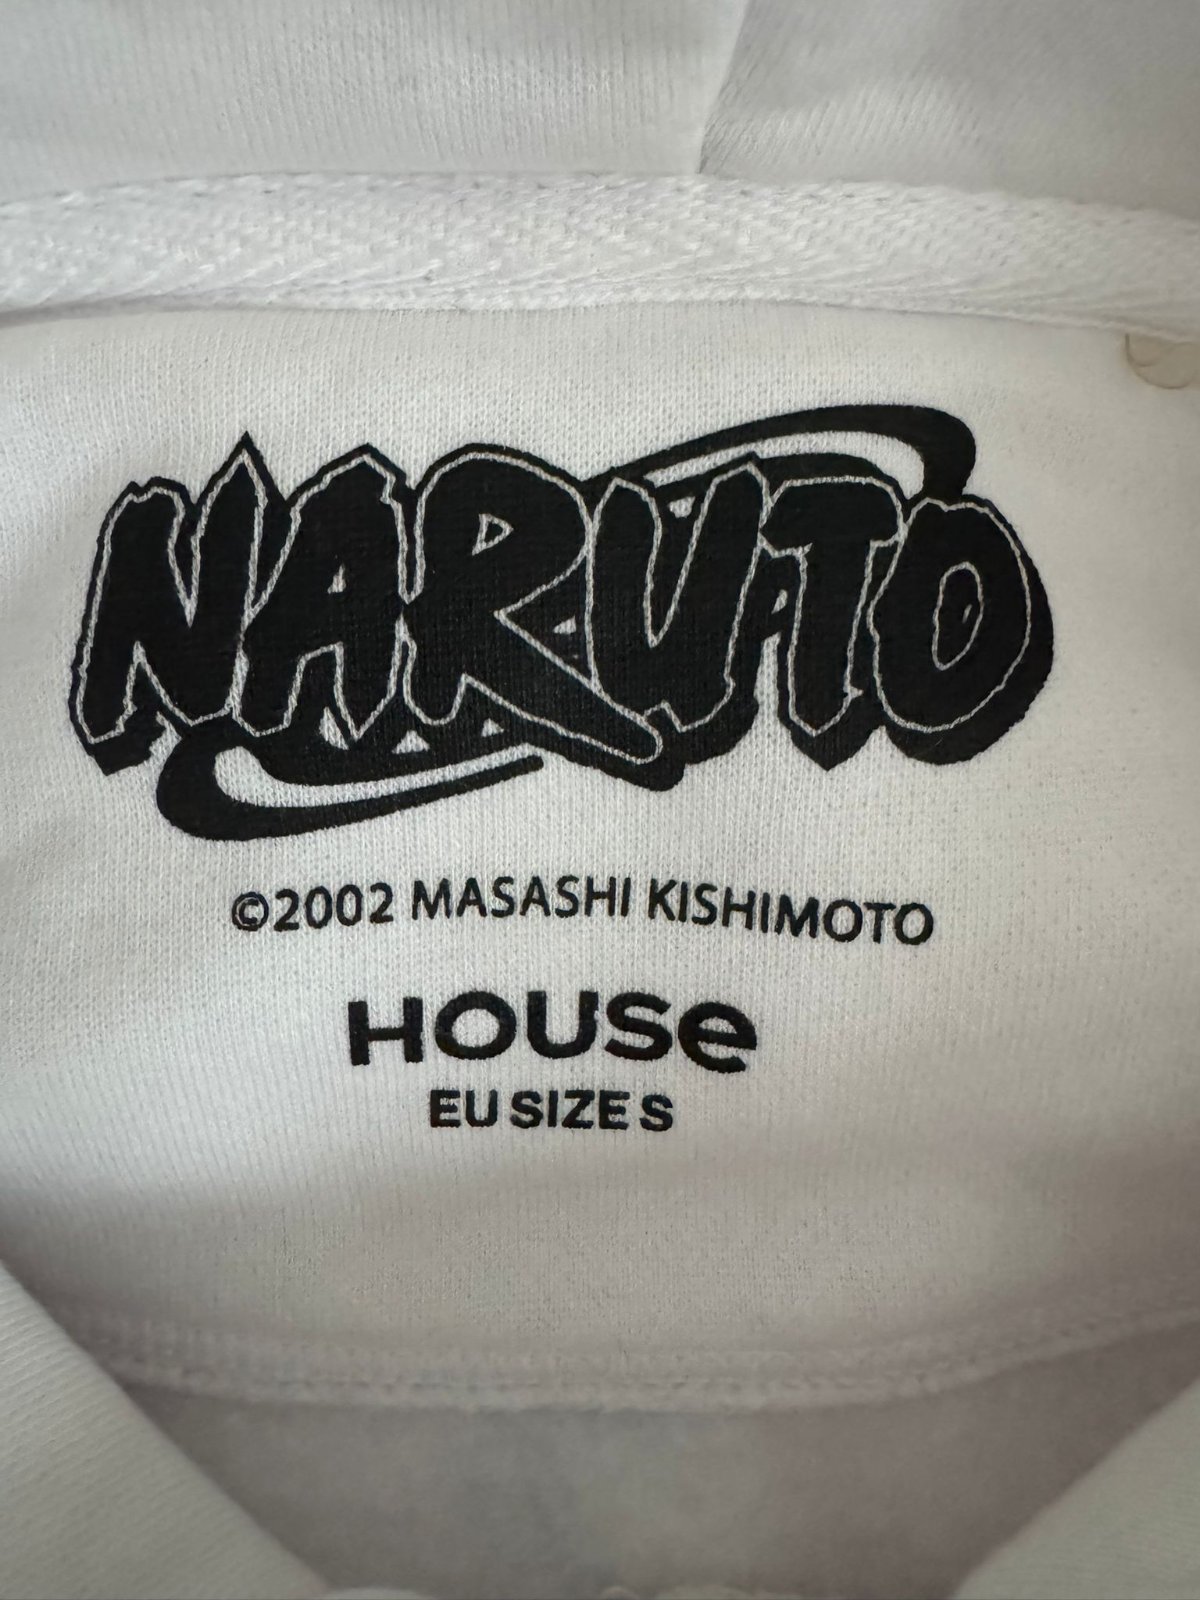 NARUTO
©2002 MASASHI KISHIMOTO
HOUSe
EU SIZE S